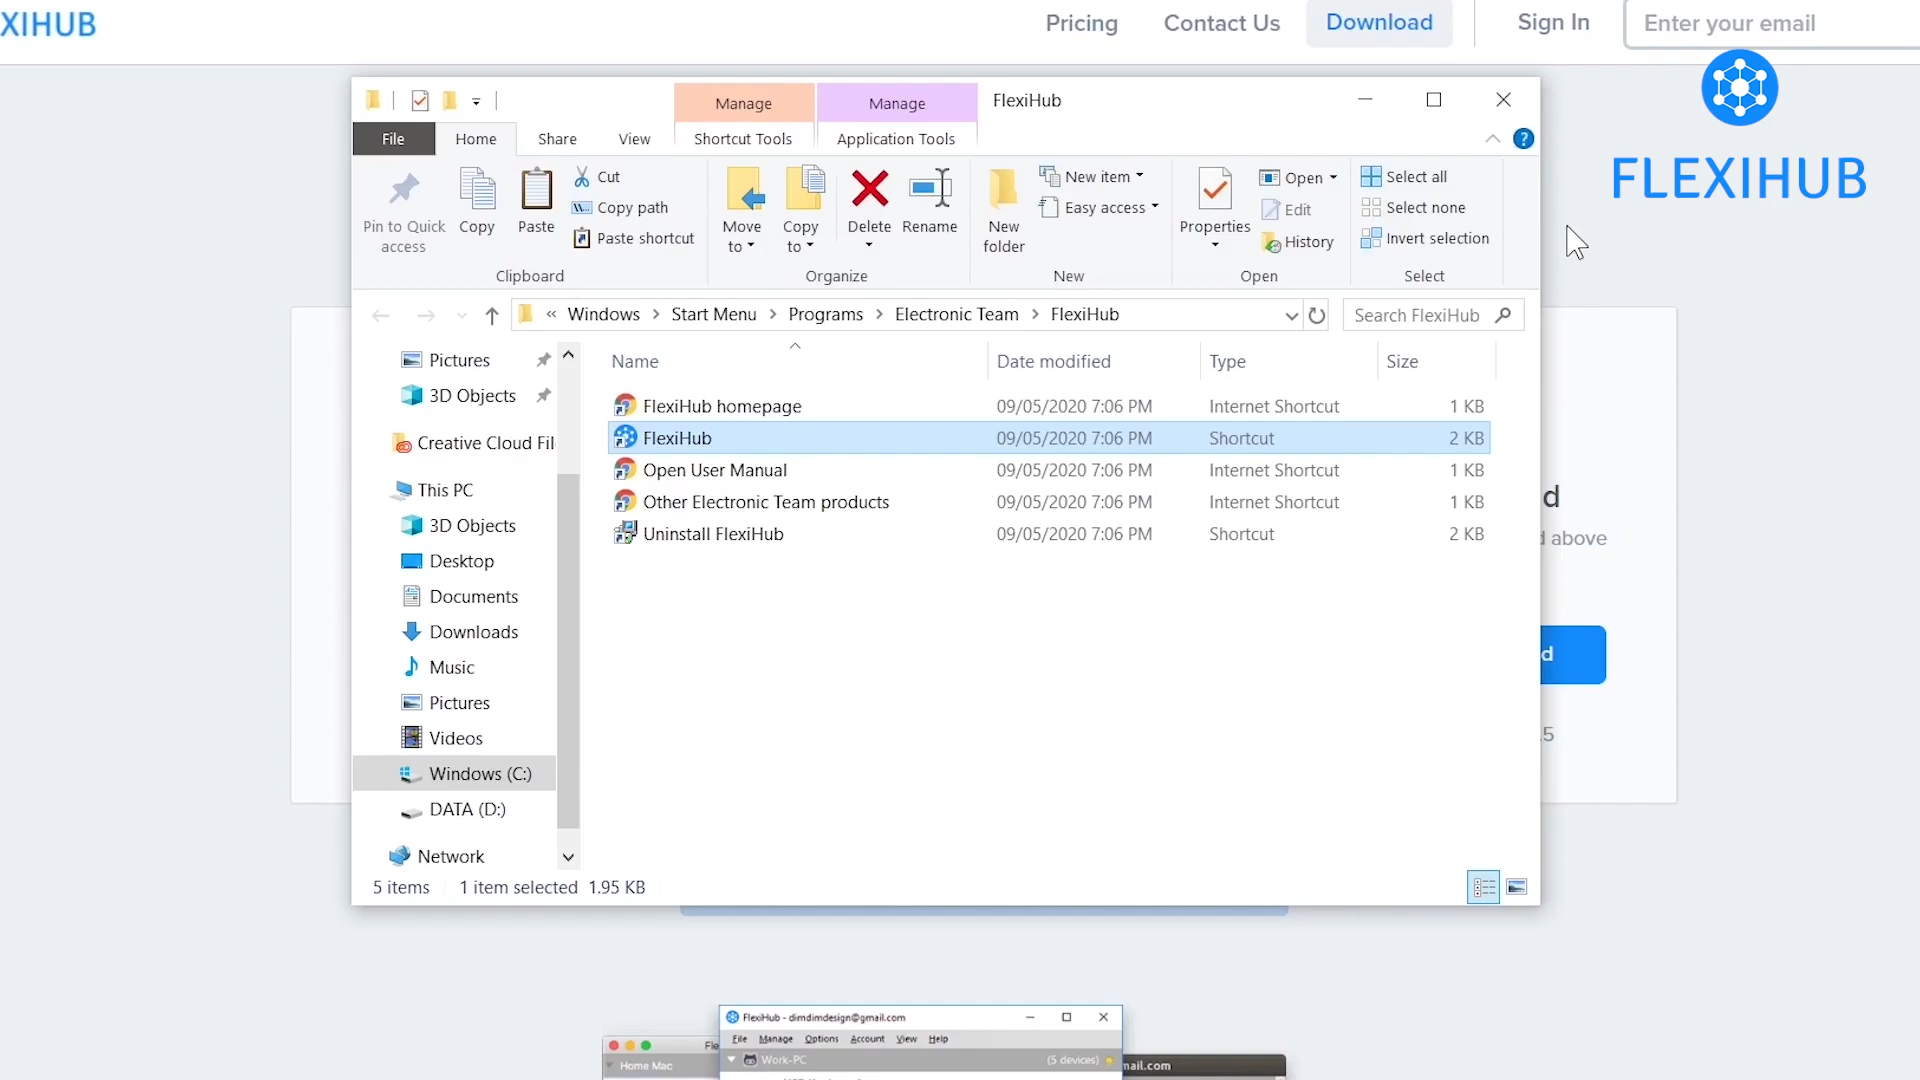 XIHUB
Pricing
Contact Us
Download
Sign In
Enter your email
FLEXIHUB
Manage
Manage
FlexiHub
File
Home
Share
View
Shortcut Tools
Application Tools
Pin to Quick
access
Copy
Paste
Cut
Copy path
Paste shortcut
Clipboard
Move
to
Copy
to
Delete
Rename
Organize
New
folder
New item
Easy access
New
Properties
Open
Edit
History
Open
Select all
Select none
Invert selection
Select
« Windows > Start Menu > Programs > Electronic Team > FlexiHub
Search FlexiHub
Pictures
3D Objects
Creative Cloud Fil
This PC
3D Objects
Desktop
Documents
Downloads
Music
Pictures
Videos
Windows (C:)
DATA (D:)
Network
Name Date modified Type Size
FlexiHub homepage 09/05/2020 7:06 PM Internet Shortcut 1 KB
FlexiHub 09/05/2020 7:06 PM Shortcut 2 KB
Open User Manual 09/05/2020 7:06 PM Internet Shortcut 1 KB
Other Electronic Team products 09/05/2020 7:06 PM Internet Shortcut 1 KB
Uninstall FlexiHub 09/05/2020 7:06 PM Shortcut 2 KB
5 items 1 item selected 1.95 KB
d
d above
d
.5
FlexiHub - dimdimdesign@gmail.com
File Manage Options Account View Help
Work-PC (5 devices)
Fle
Home Mac
mail.com